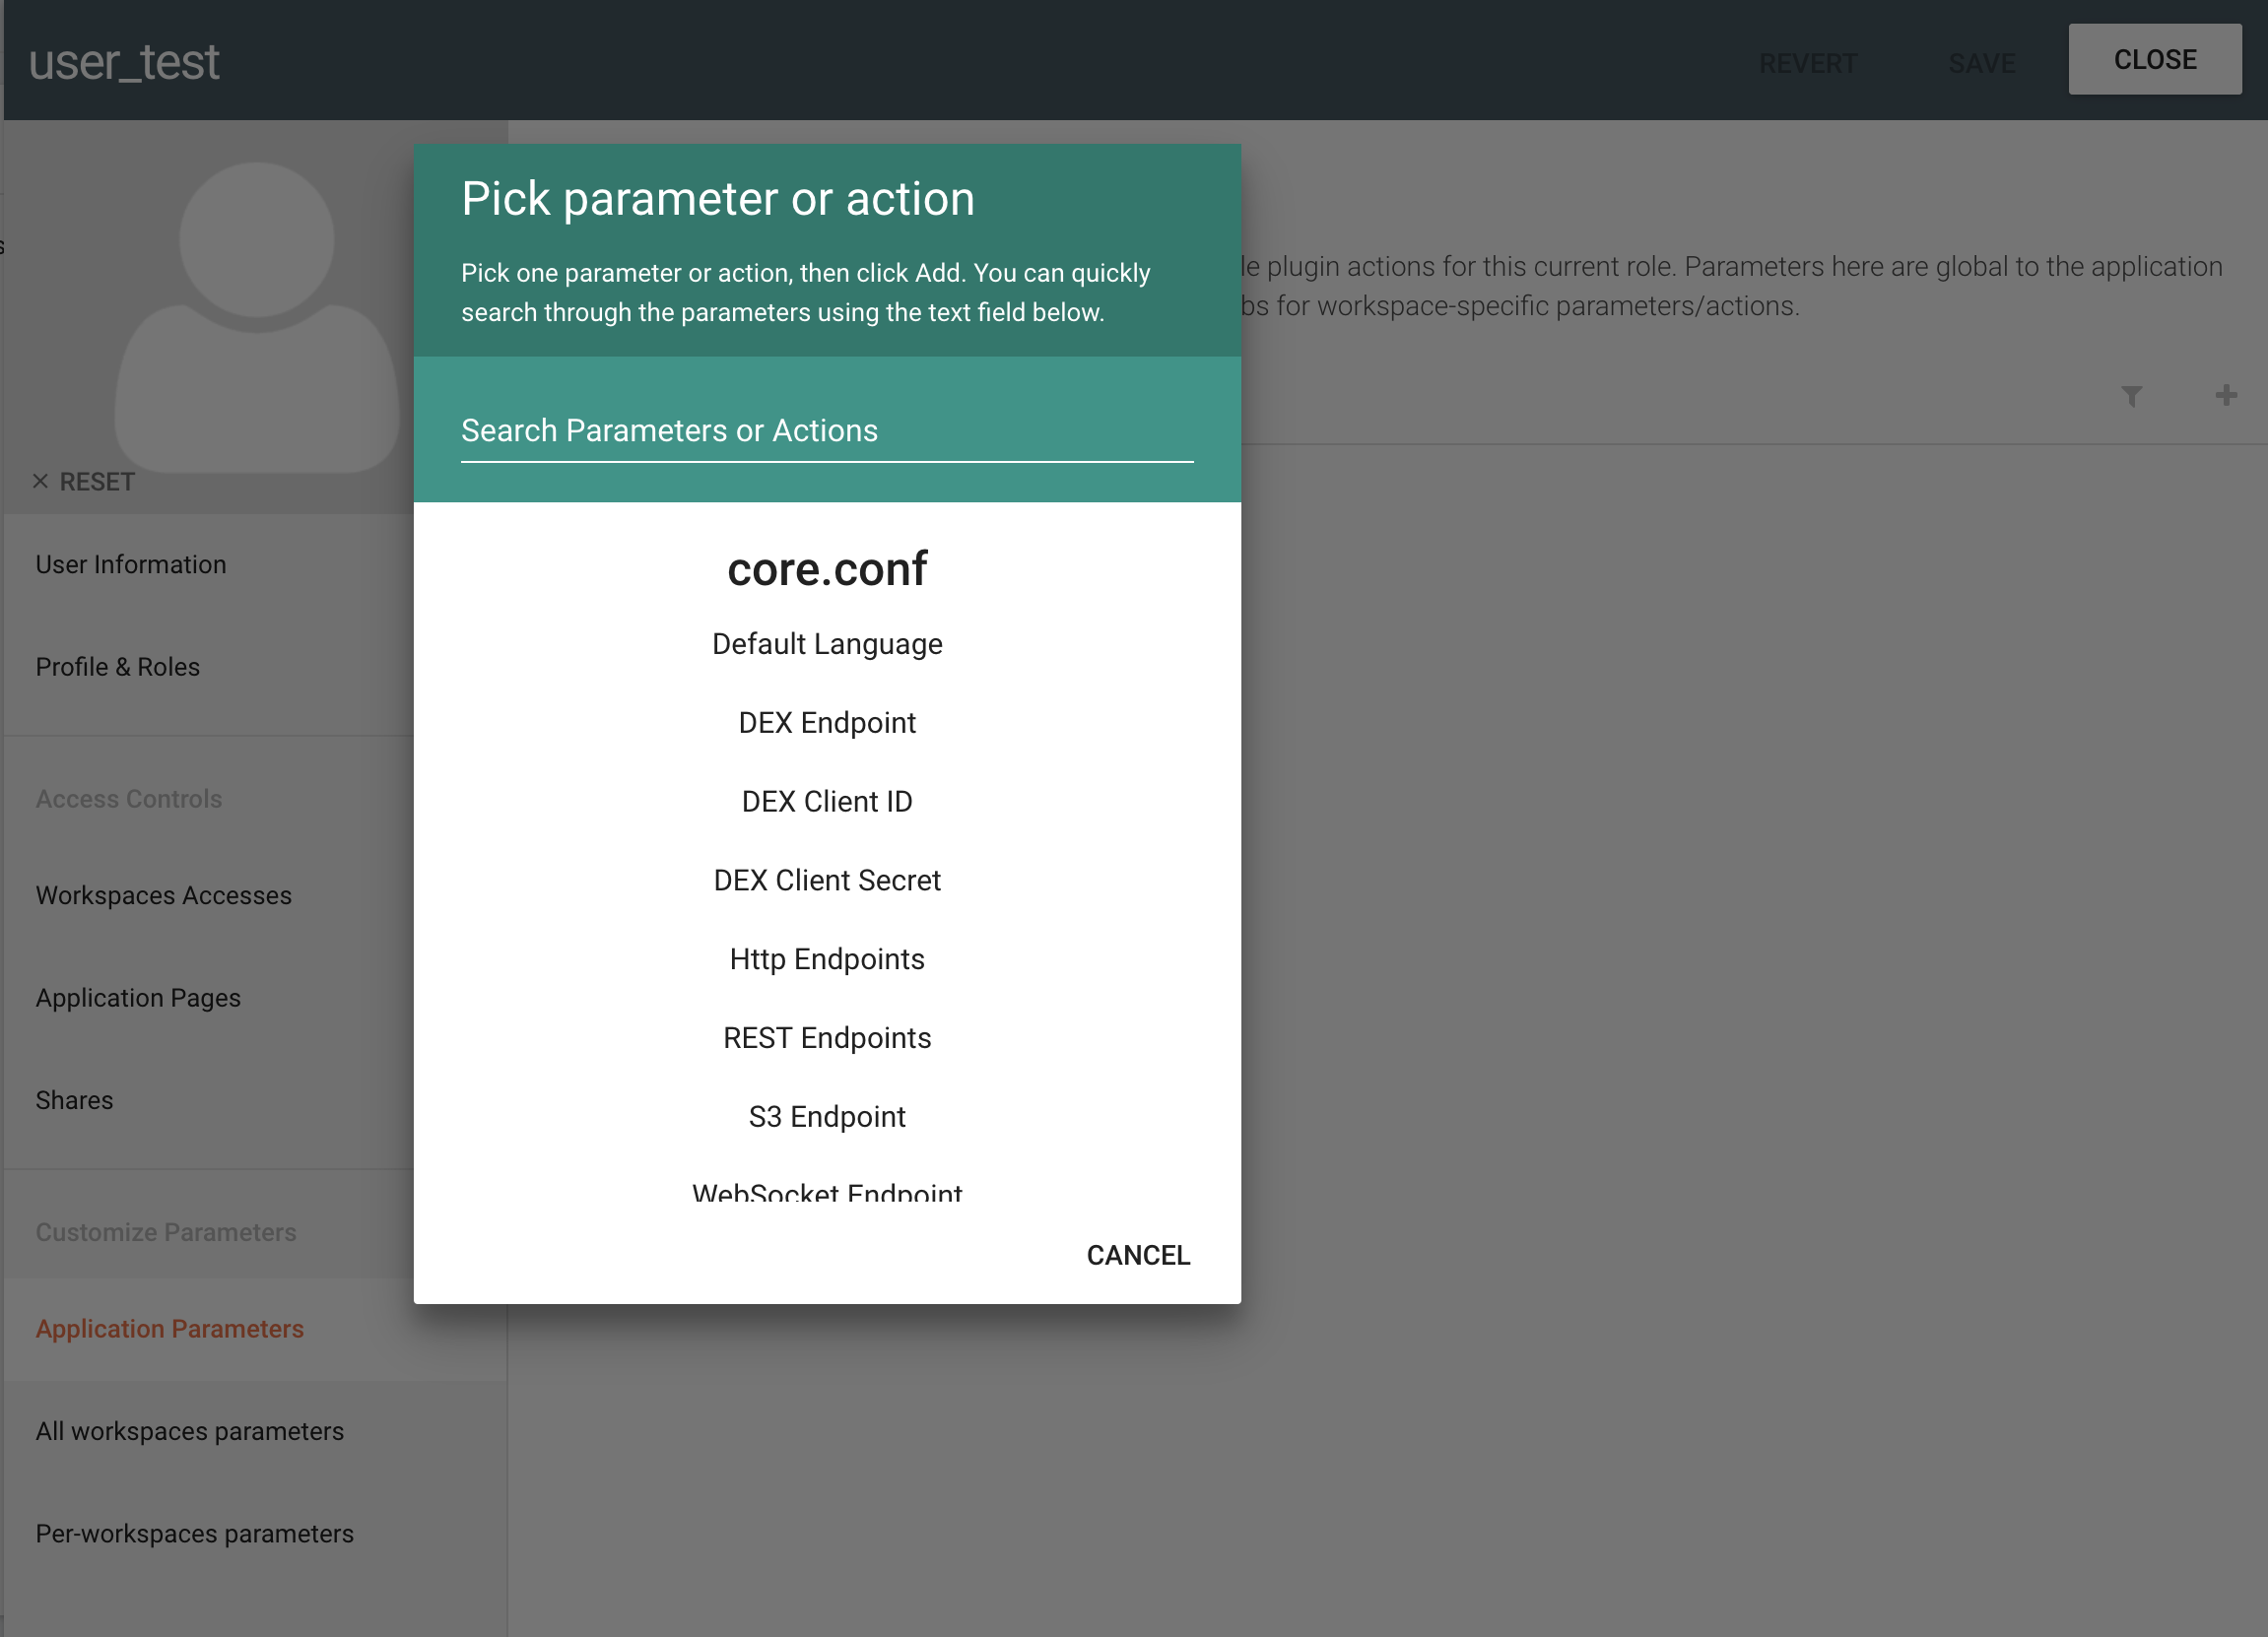 user_test
REVERT
SAVE
CLOSE
RESET
User Information
Profile & Roles
Access Controls
Workspaces Accesses
Application Pages
Shares
Customize Parameters
Application Parameters
All workspaces parameters
Per-workspaces parameters
plugin actions for this current role. Parameters here are global to the application
for workspace-specific parameters/actions.
Pick parameter or action
Pick one parameter or action, then click Add. You can quickly
search through the parameters using the text field below.
Search Parameters or Actions
core.conf
Default Language
DEX Endpoint
DEX Client ID
DEX Client Secret
Http Endpoints
REST Endpoints
S3 Endpoint
WebSocket Endpoint
CANCEL